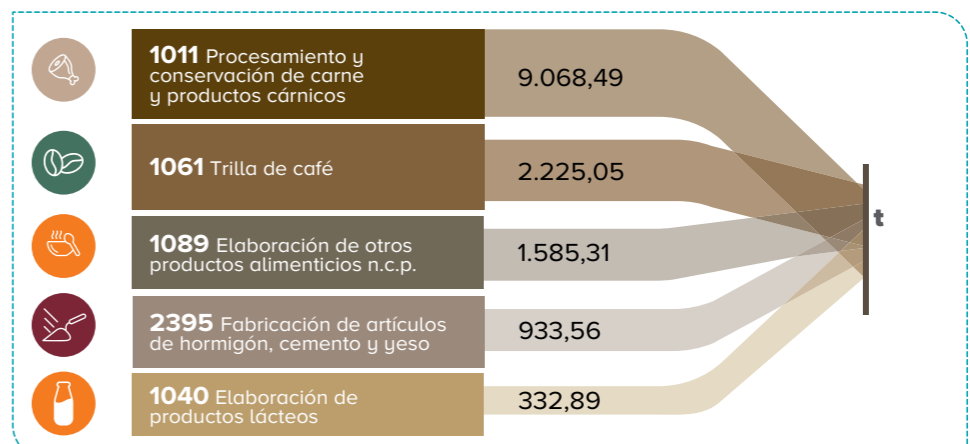 1011 Procesamiento y
conservación de carne
y productos cárnicos
9.068,49
1061 Trilla de café
2.225,05
1089 Elaboración de otros
productos alimenticios n.c.p.
1.585,31
2395 Fabricación de artículos
de hormigón, cemento y yeso
933,56
1040 Elaboración de
productos lácteos
332,89
t